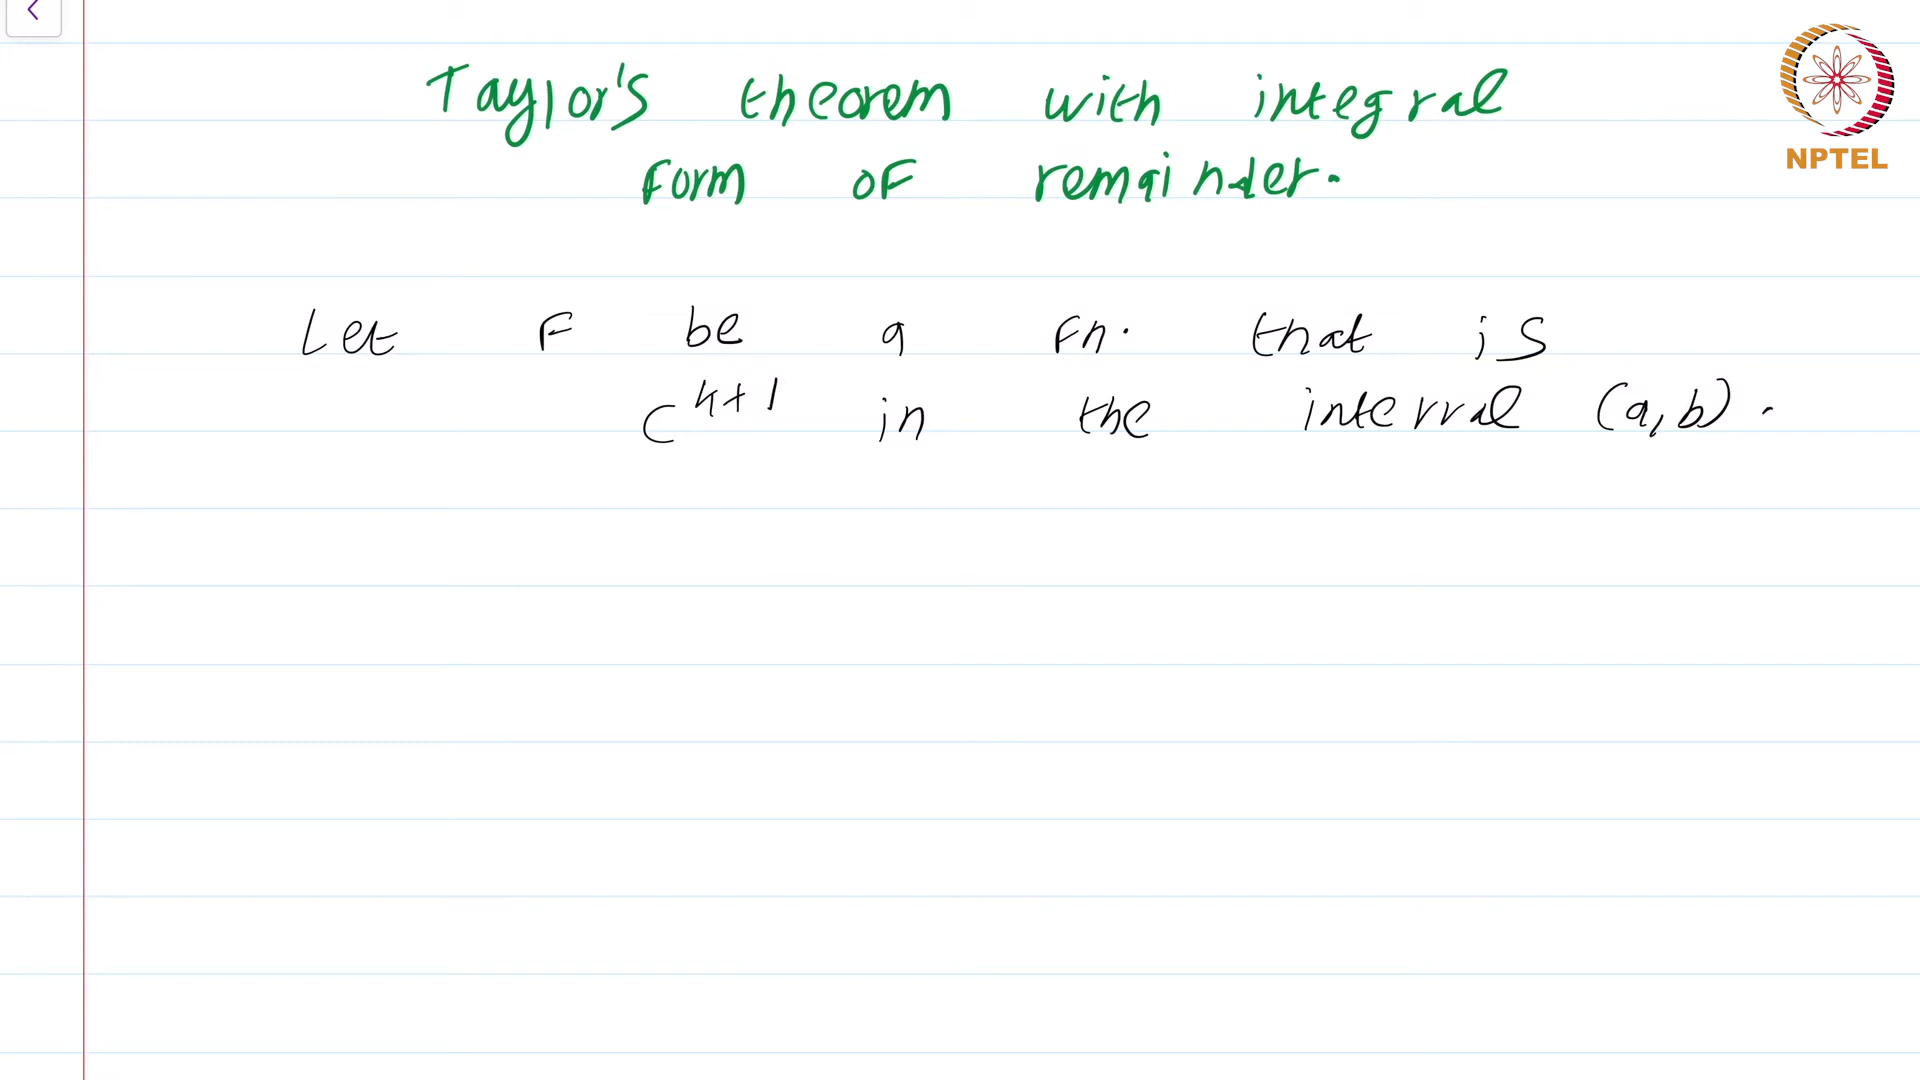 Taylor's theorem with integral
form of remainder.
NPTEL
Let F be a Fn. that is
C^{k+1} in the interval (a,b).